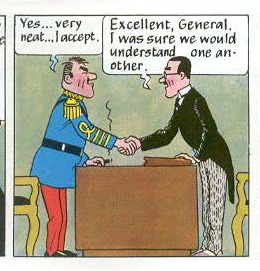 Yes... very
neat... I accept.
Excellent, General.
I was sure we would
understand one an-
other.